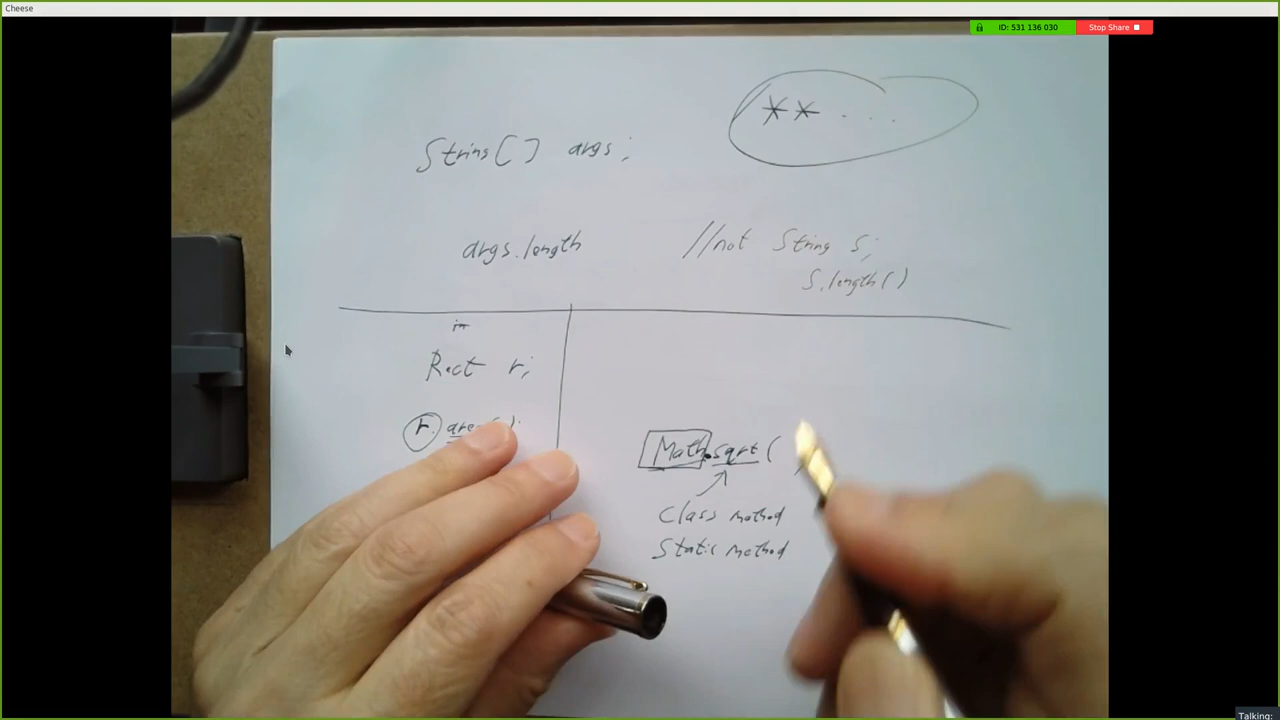 Cheese
ID: 531 136 030
Stop Share
** ....
String[] args;
args.length
//not String s;
s.length()
Rect r;
r. area();
Math.sqrt( )
Class method
Static method
Talking: